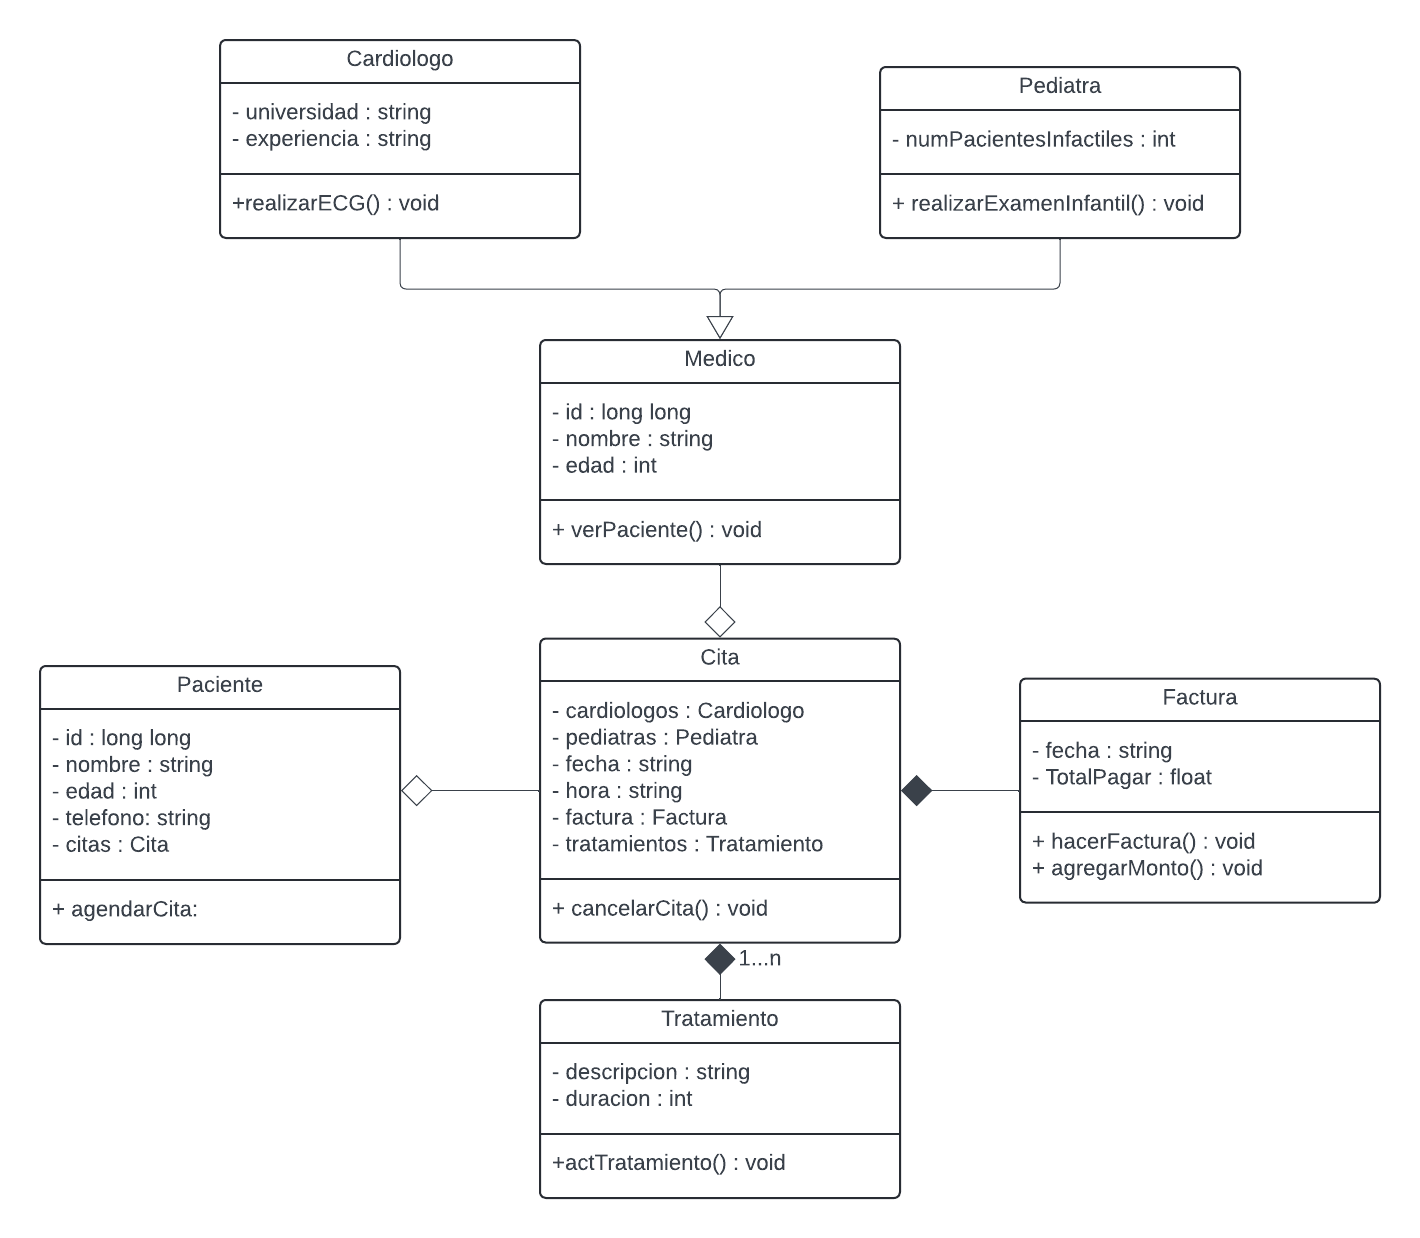 Cardiologo
- universidad : string
- experiencia : string
+realizarECG() : void
Pediatra
- numPacientesInfactiles : int
+ realizarExamenInfantil() : void
Medico
- id : long long
- nombre : string
- edad : int
+ verPaciente() : void
Paciente
- id : long long
- nombre : string
- edad : int
- telefono: string
- citas : Cita
+ agendarCita:
Cita
- cardiologos : Cardiologo
- pediatras : Pediatra
- fecha : string
- hora : string
- factura : Factura
- tratamientos : Tratamiento
+ cancelarCita() : void
Factura
- fecha : string
- TotalPagar : float
+ hacerFactura() : void
+ agregarMonto() : void
1...n
Tratamiento
- descripcion : string
- duracion : int
+actTratamiento() : void